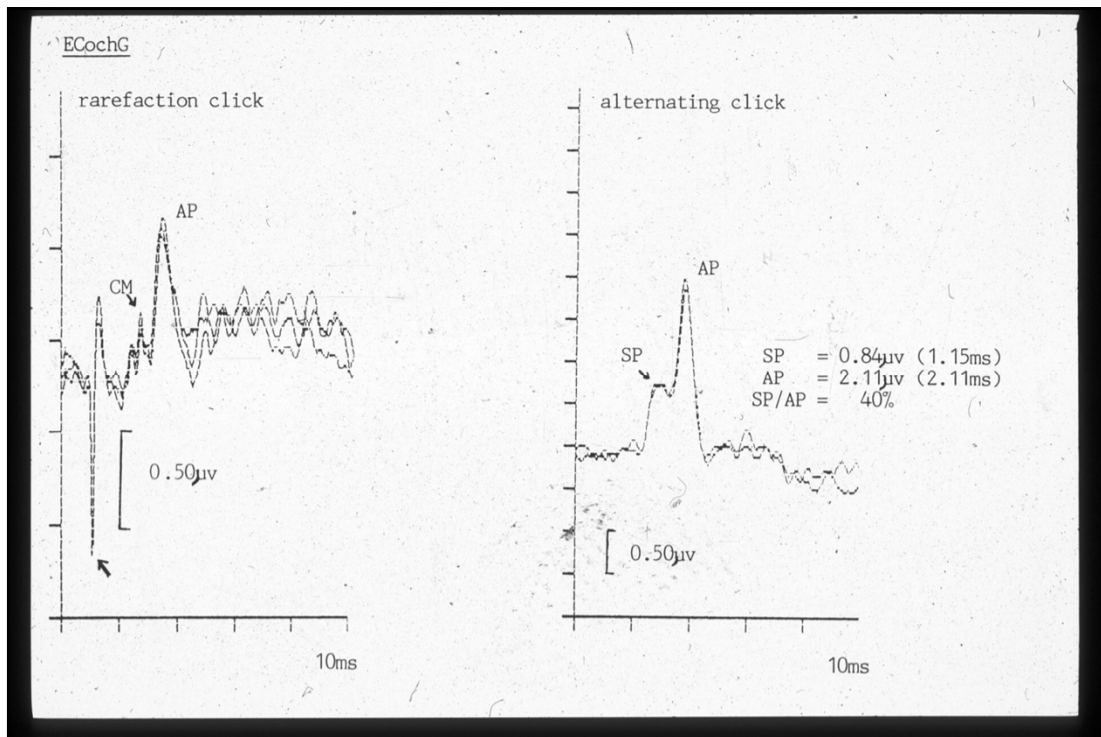 ECochG
rarefaction click
AP
CM
0.50μv
10ms
alternating click
AP
SP
SP = 0.84μv (1.15ms)
AP = 2.11μv (2.11ms)
SP/AP = 40%
0.50μv
10ms